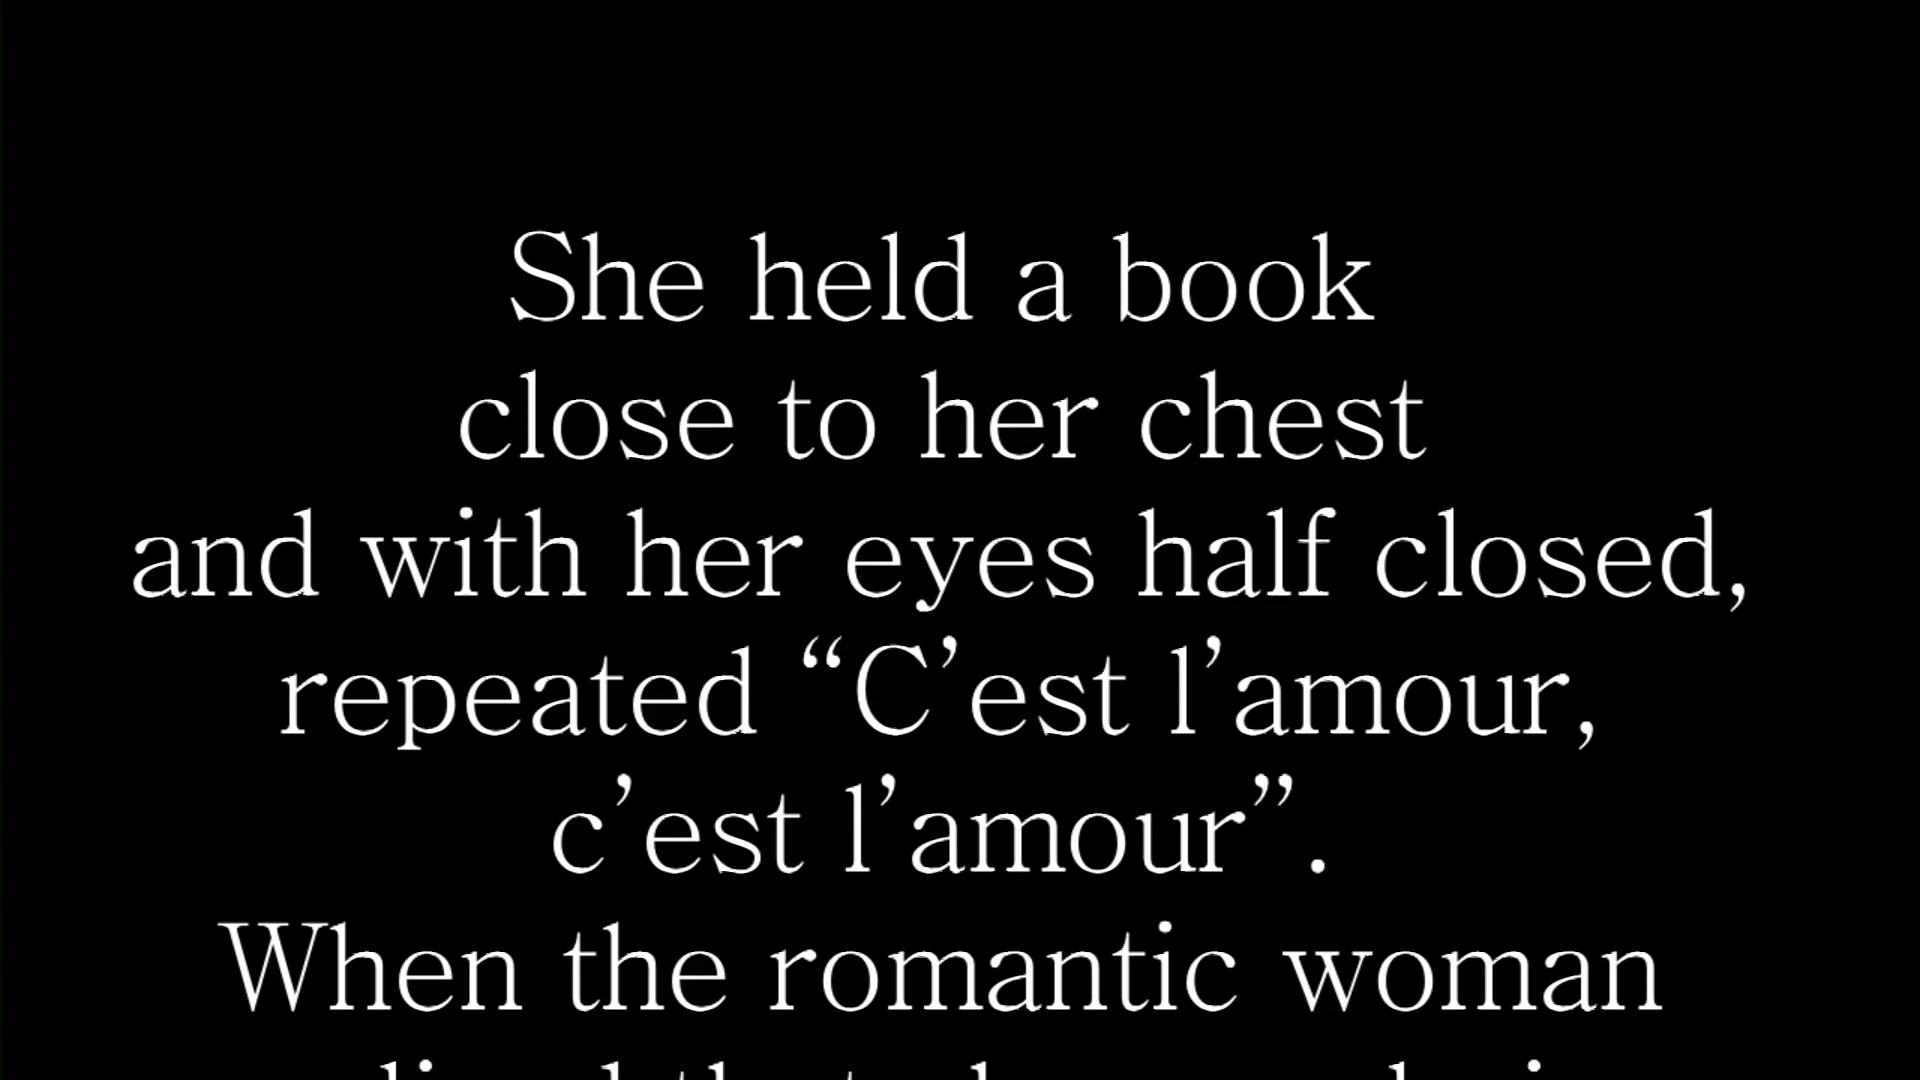 She held a book
close to her chest
and with her eyes half closed,
repeated “C’est l’amour,
c’est l’amour”.
When the romantic woman